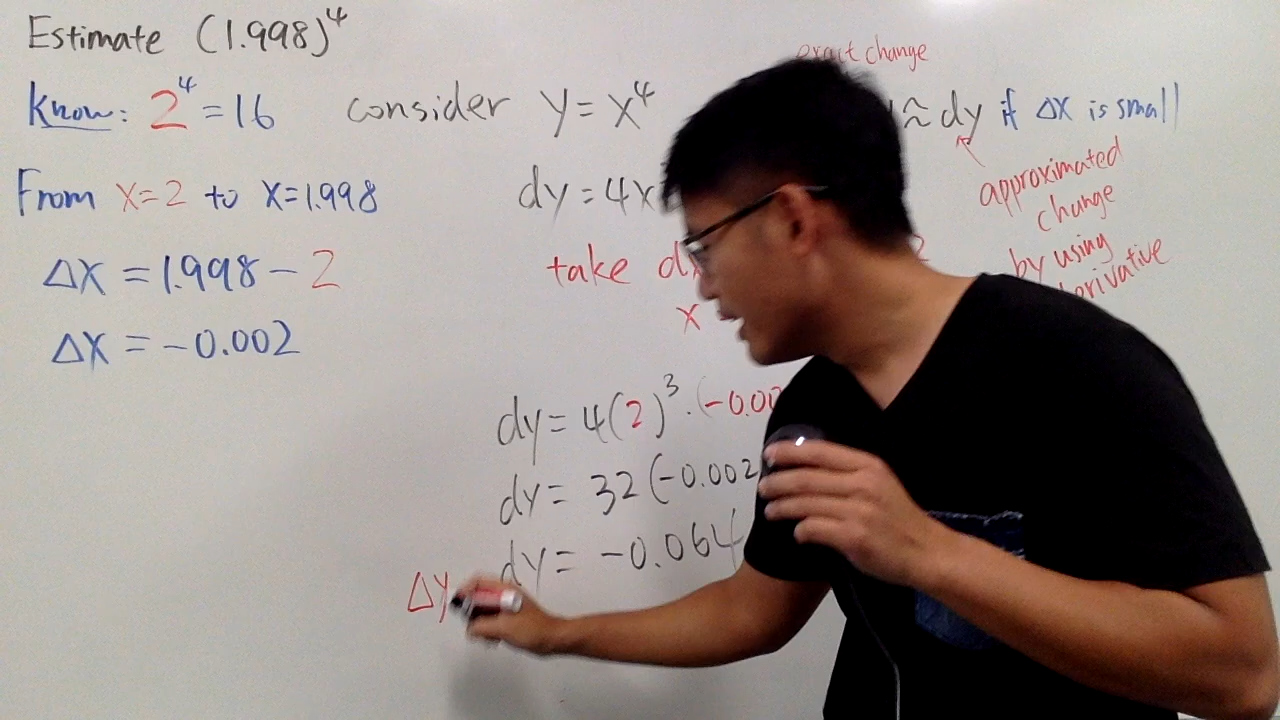 Estimate (1.998)⁴
Know: 2⁴ = 16 consider y = x⁴
From x=2 to x=1.998
Δx = 1.998 - 2
Δx = -0.002
dy = 4x
take
x
dy = 4(2)³·(-0.00
dy = 32(-0.002
dy = -0.064
Δy
exact change
≈ dy if Δx is small
approximated
change
by using